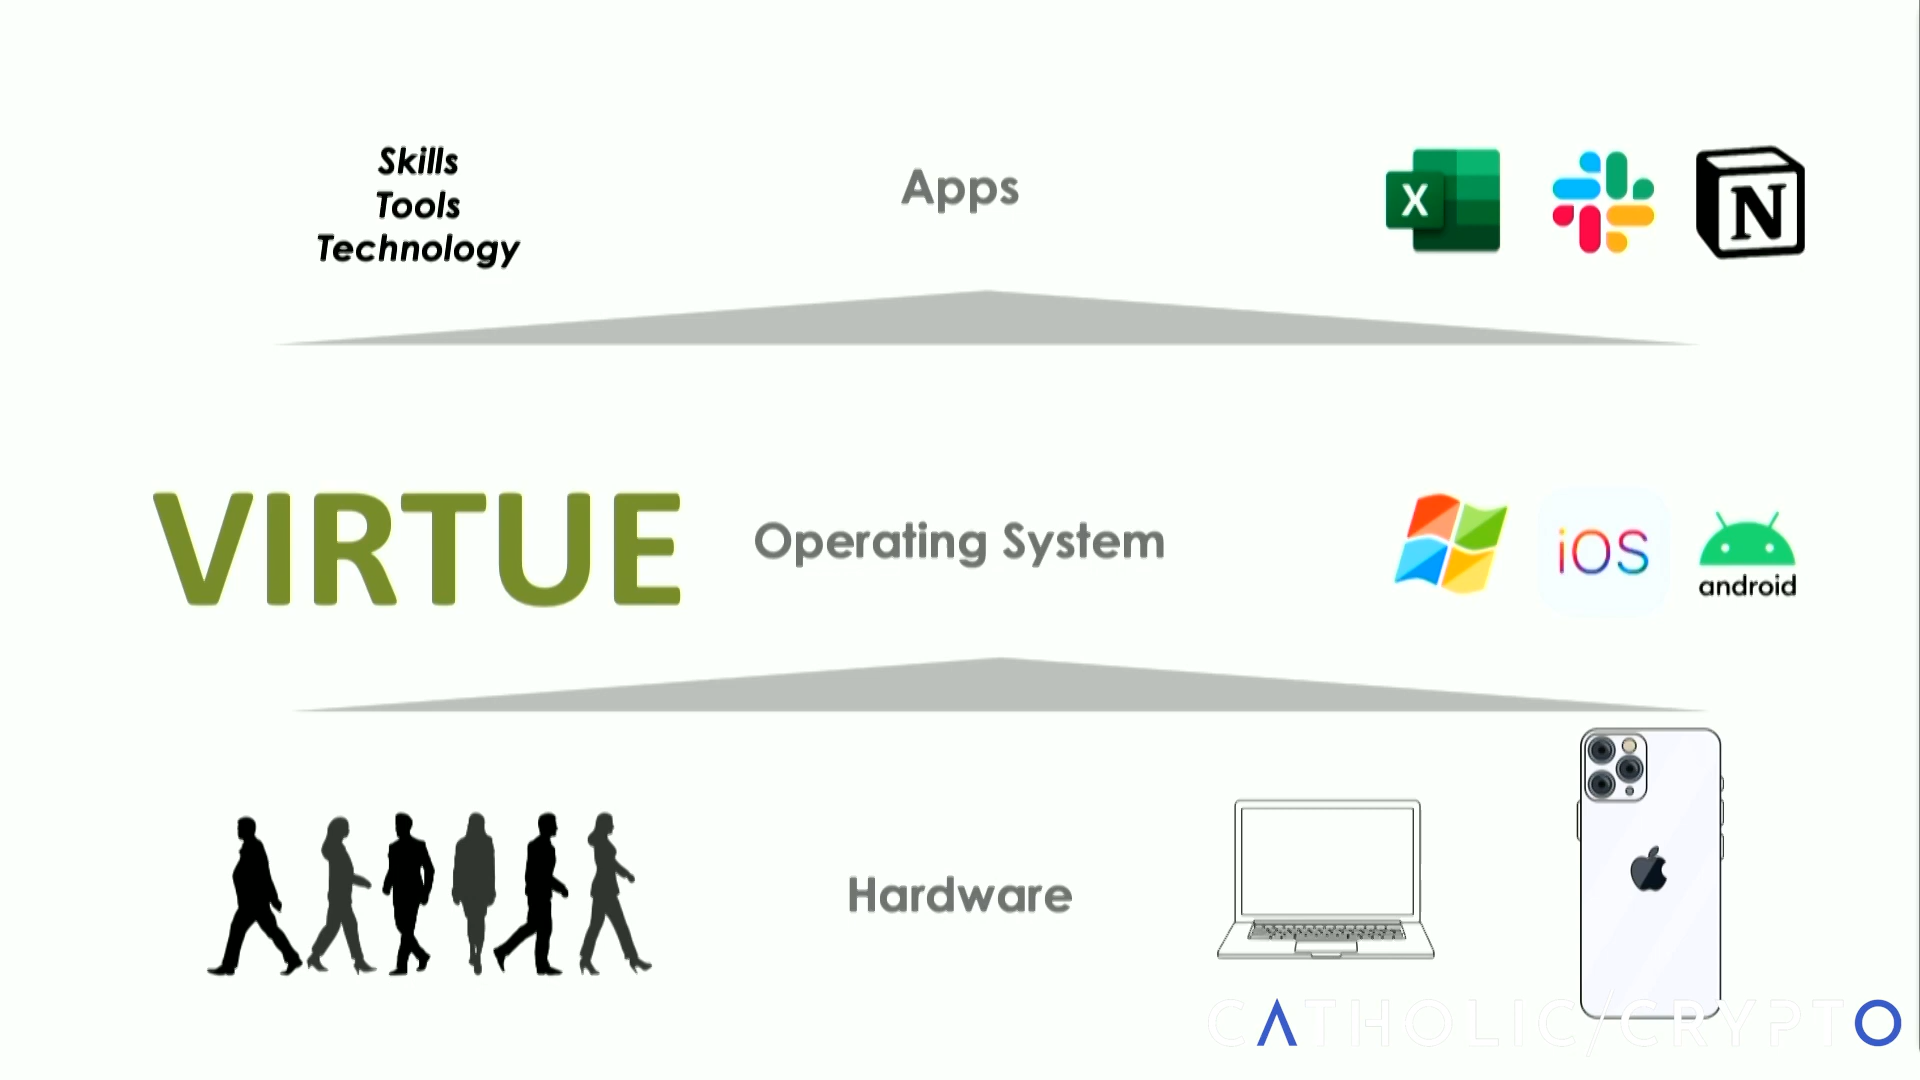 Skills
Tools
Technology
Apps
X
N
VIRTUE
Operating System
iOS
android
Hardware
CATHOLIC/CRYPTO